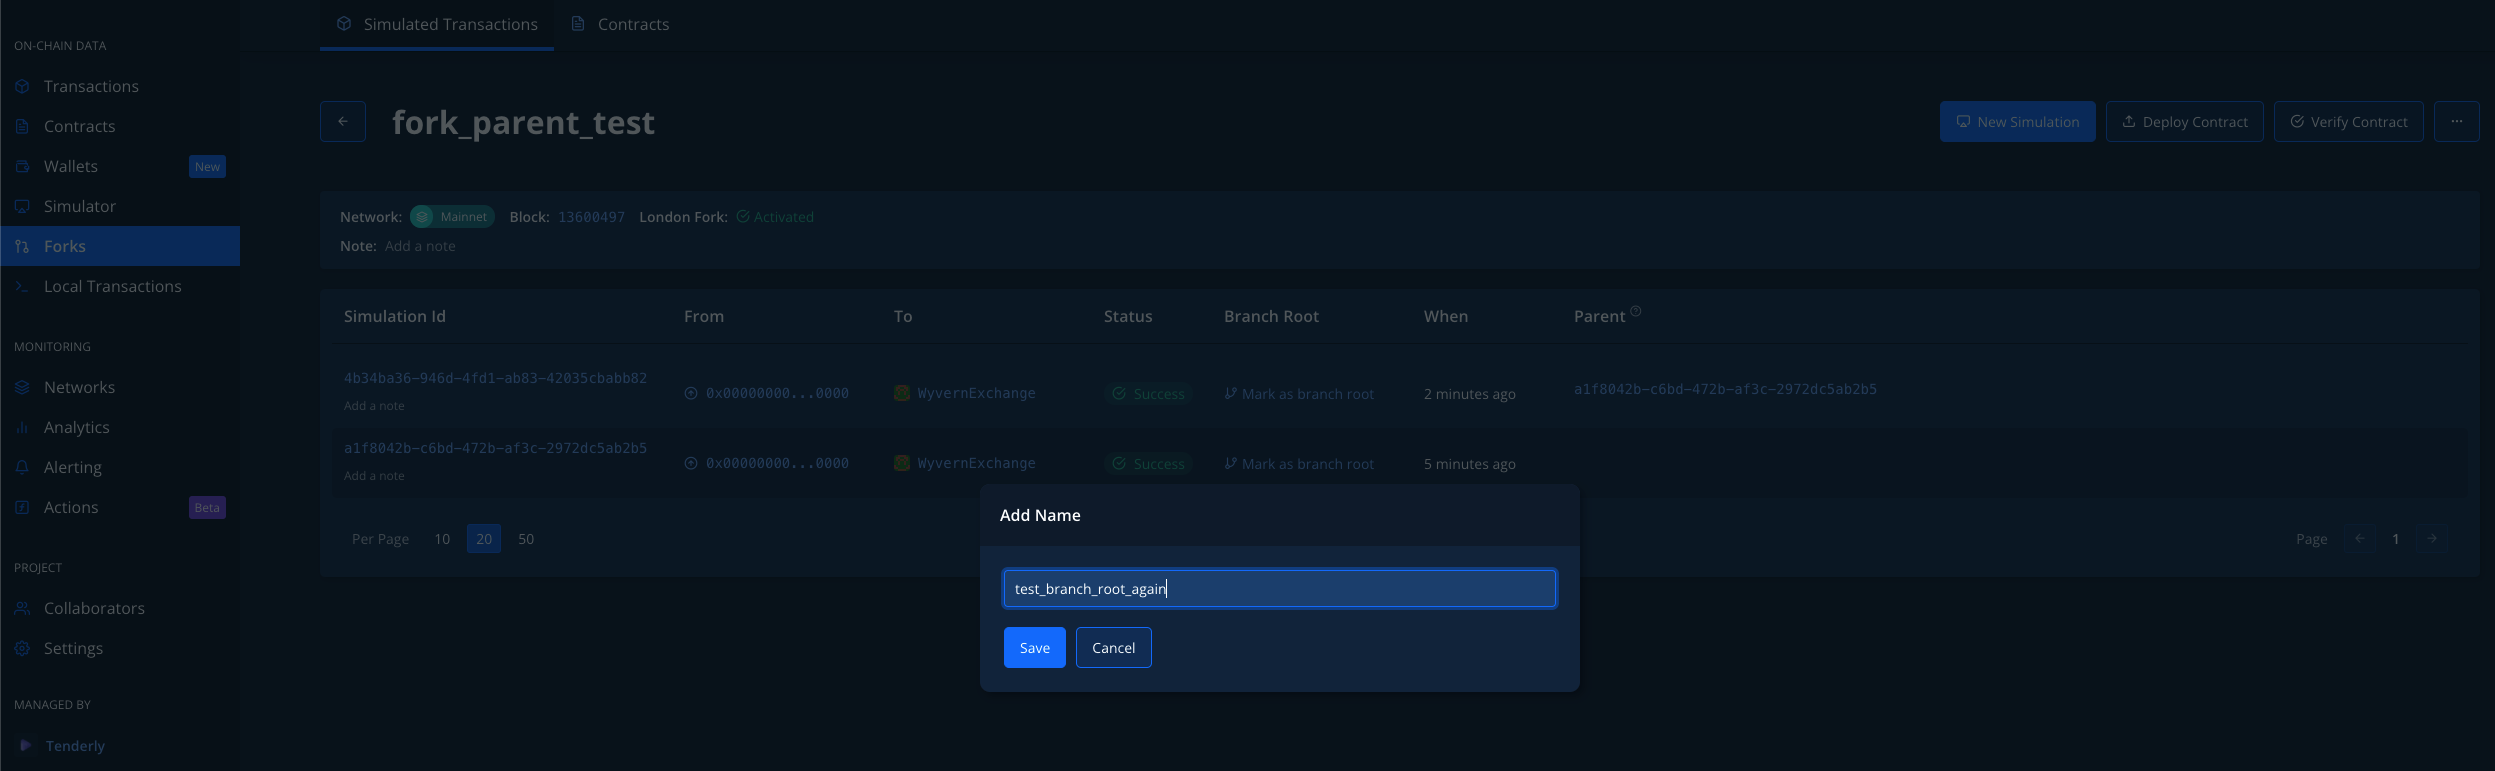 Simulated Transactions Contracts
ON-CHAIN DATA
Transactions
Contracts
Wallets New
Simulator
Forks
Local Transactions
MONITORING
Networks
Analytics
Alerting
Actions Beta
PROJECT
Collaborators
Settings
MANAGED BY
Tenderly
fork_parent_test
New Simulation Deploy Contract Verify Contract ...
Network: Mainnet Block: 13600497 London Fork: Activated
Note: Add a note
Simulation Id From To Status Branch Root When Parent
4b34ba36-946d-4fd1-ab83-42035cbabb82 0x00000000...0000 WyvernExchange Success Mark as branch root 2 minutes ago a1f8042b-c6bd-472b-af3c-2972dc5ab2b5
Add a note
a1f8042b-c6bd-472b-af3c-2972dc5ab2b5 0x00000000...0000 WyvernExchange Success Mark as branch root 5 minutes ago
Add a note
Per Page 10 20 50 Page 1
Add Name
test_branch_root_again
Save Cancel